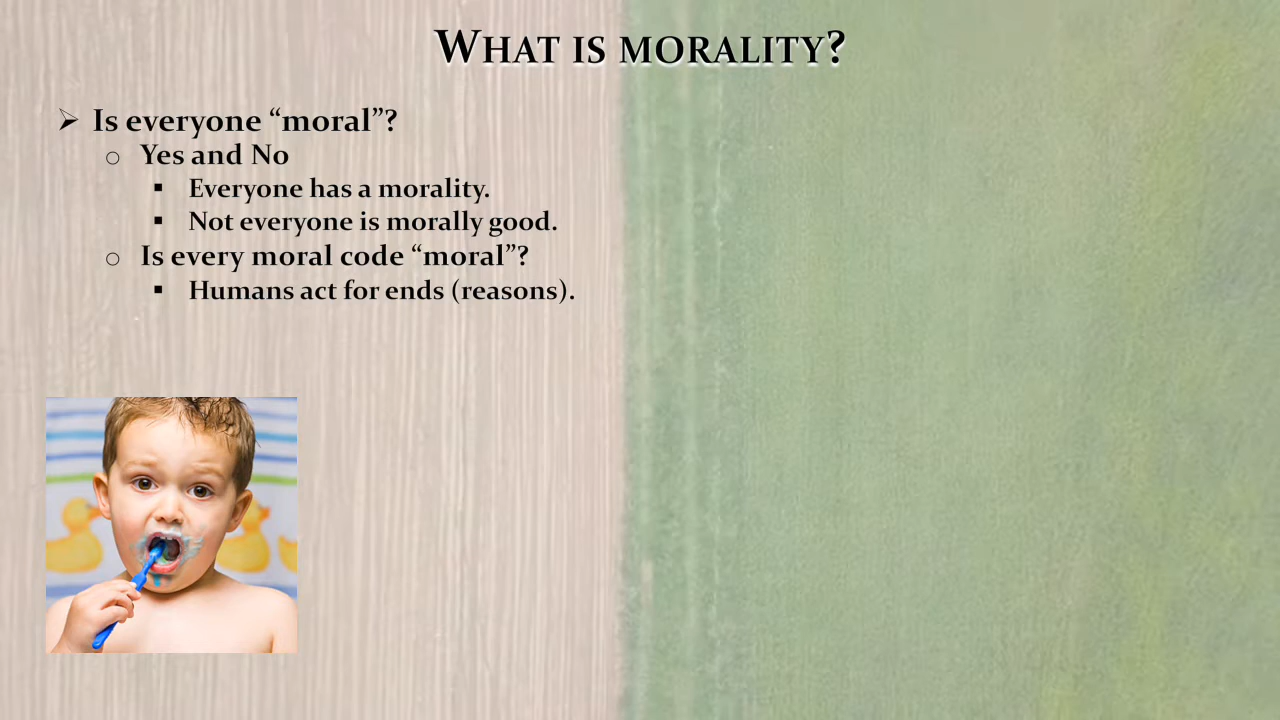 What is morality?
➢ Is everyone “moral”?
o Yes and No
▪ Everyone has a morality.
▪ Not everyone is morally good.
o Is every moral code “moral”?
▪ Humans act for ends (reasons).